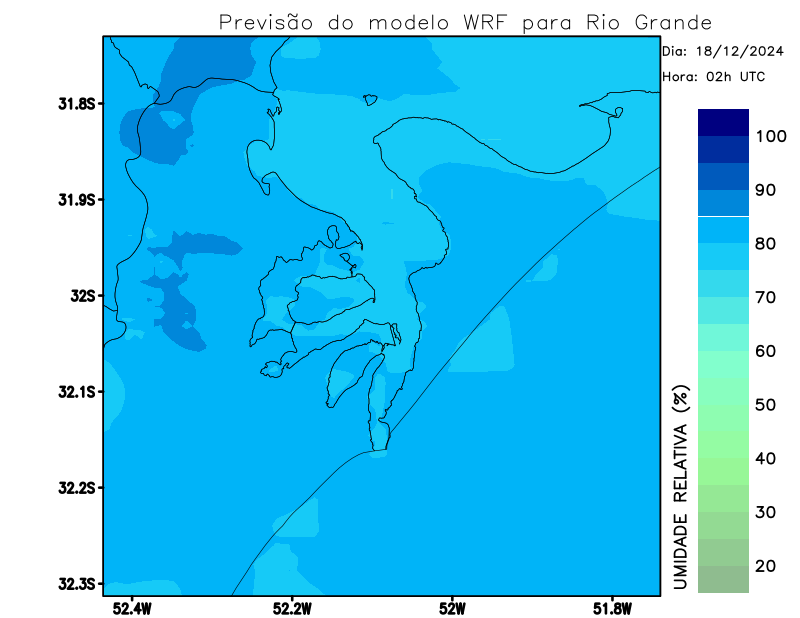 Previsão do modelo WRF para Rio Grande
Dia: 18/12/2024
Hora: 02h UTC
31.8S
31.9S
32S
32.1S
32.2S
32.3S
52.4W
52.2W
52W
51.8W
100
90
80
70
60
50
40
30
20
UMIDADE RELATIVA (%)